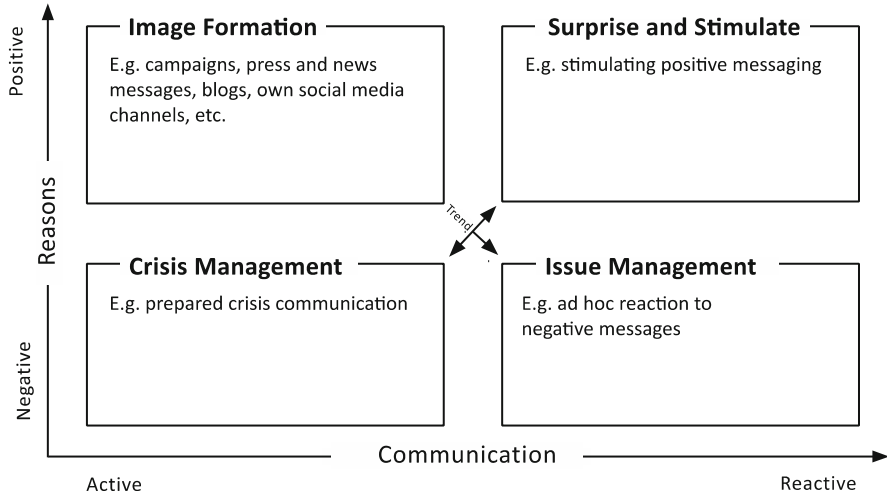 Positive
Reasons
Negative
Image Formation
E.g. campaigns, press and news
messages, blogs, own social media
channels, etc.
Surprise and Stimulate
E.g. stimulating positive messaging
Trend
Crisis Management
E.g. prepared crisis communication
Issue Management
E.g. ad hoc reaction to
negative messages
Communication
Active
Reactive